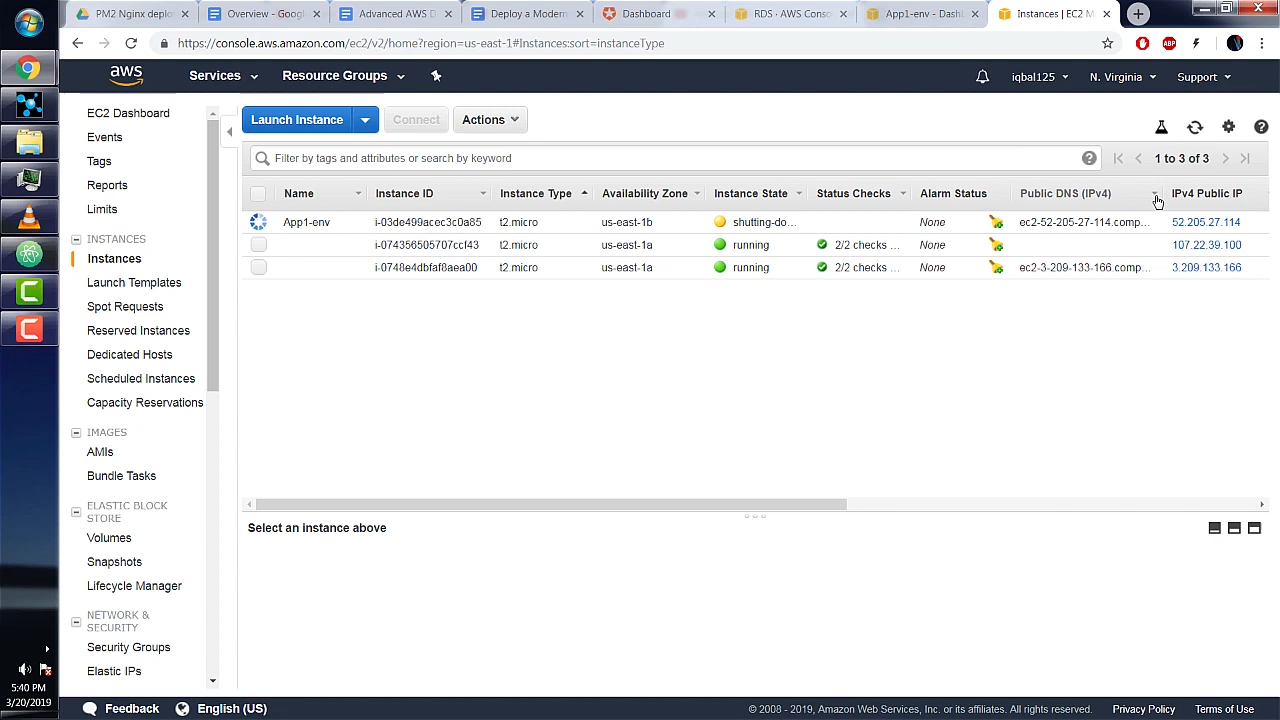 PM2 Nginx deplo
Overview - Goog
Advanced AWS D
Deploy a Modern
Dashboard
RDS · AWS Cons
App1-env - Dash
Instances | EC2 M
https://console.aws.amazon.com/ec2/v2/home?region=us-east-1#Instances:sort=instanceType
ABP
aws
Services
Resource Groups
iqbal125
N. Virginia
Support
EC2 Dashboard
Events
Tags
Reports
Limits
INSTANCES
Instances
Launch Templates
Spot Requests
Reserved Instances
Dedicated Hosts
Scheduled Instances
Capacity Reservations
IMAGES
AMIs
Bundle Tasks
ELASTIC BLOCK
STORE
Volumes
Snapshots
Lifecycle Manager
NETWORK &
SECURITY
Security Groups
Elastic IPs
Launch Instance
Connect
Actions
Filter by tags and attributes or search by keyword
1 to 3 of 3
Name Instance ID Instance Type Availability Zone Instance State Status Checks Alarm Status Public DNS (IPv4) IPv4 Public IP
App1-env i-03de499acec3c0a85 t2.micro us-east-1b shutting-do... None ec2-52-205-27-114.comp... 52.205.27.114
i-074356505707ccf43 t2.micro us-east-1a running 2/2 checks ... None 107.22.39.100
i-0748e4dbfaf8aea00 t2.micro us-east-1a running 2/2 checks ... None ec2-3-209-133-166.comp... 3.209.133.166
Select an instance above
5:40 PM
3/20/2019
Feedback
English (US)
© 2008 - 2019, Amazon Web Services, Inc. or its affiliates. All rights reserved.
Privacy Policy
Terms of Use